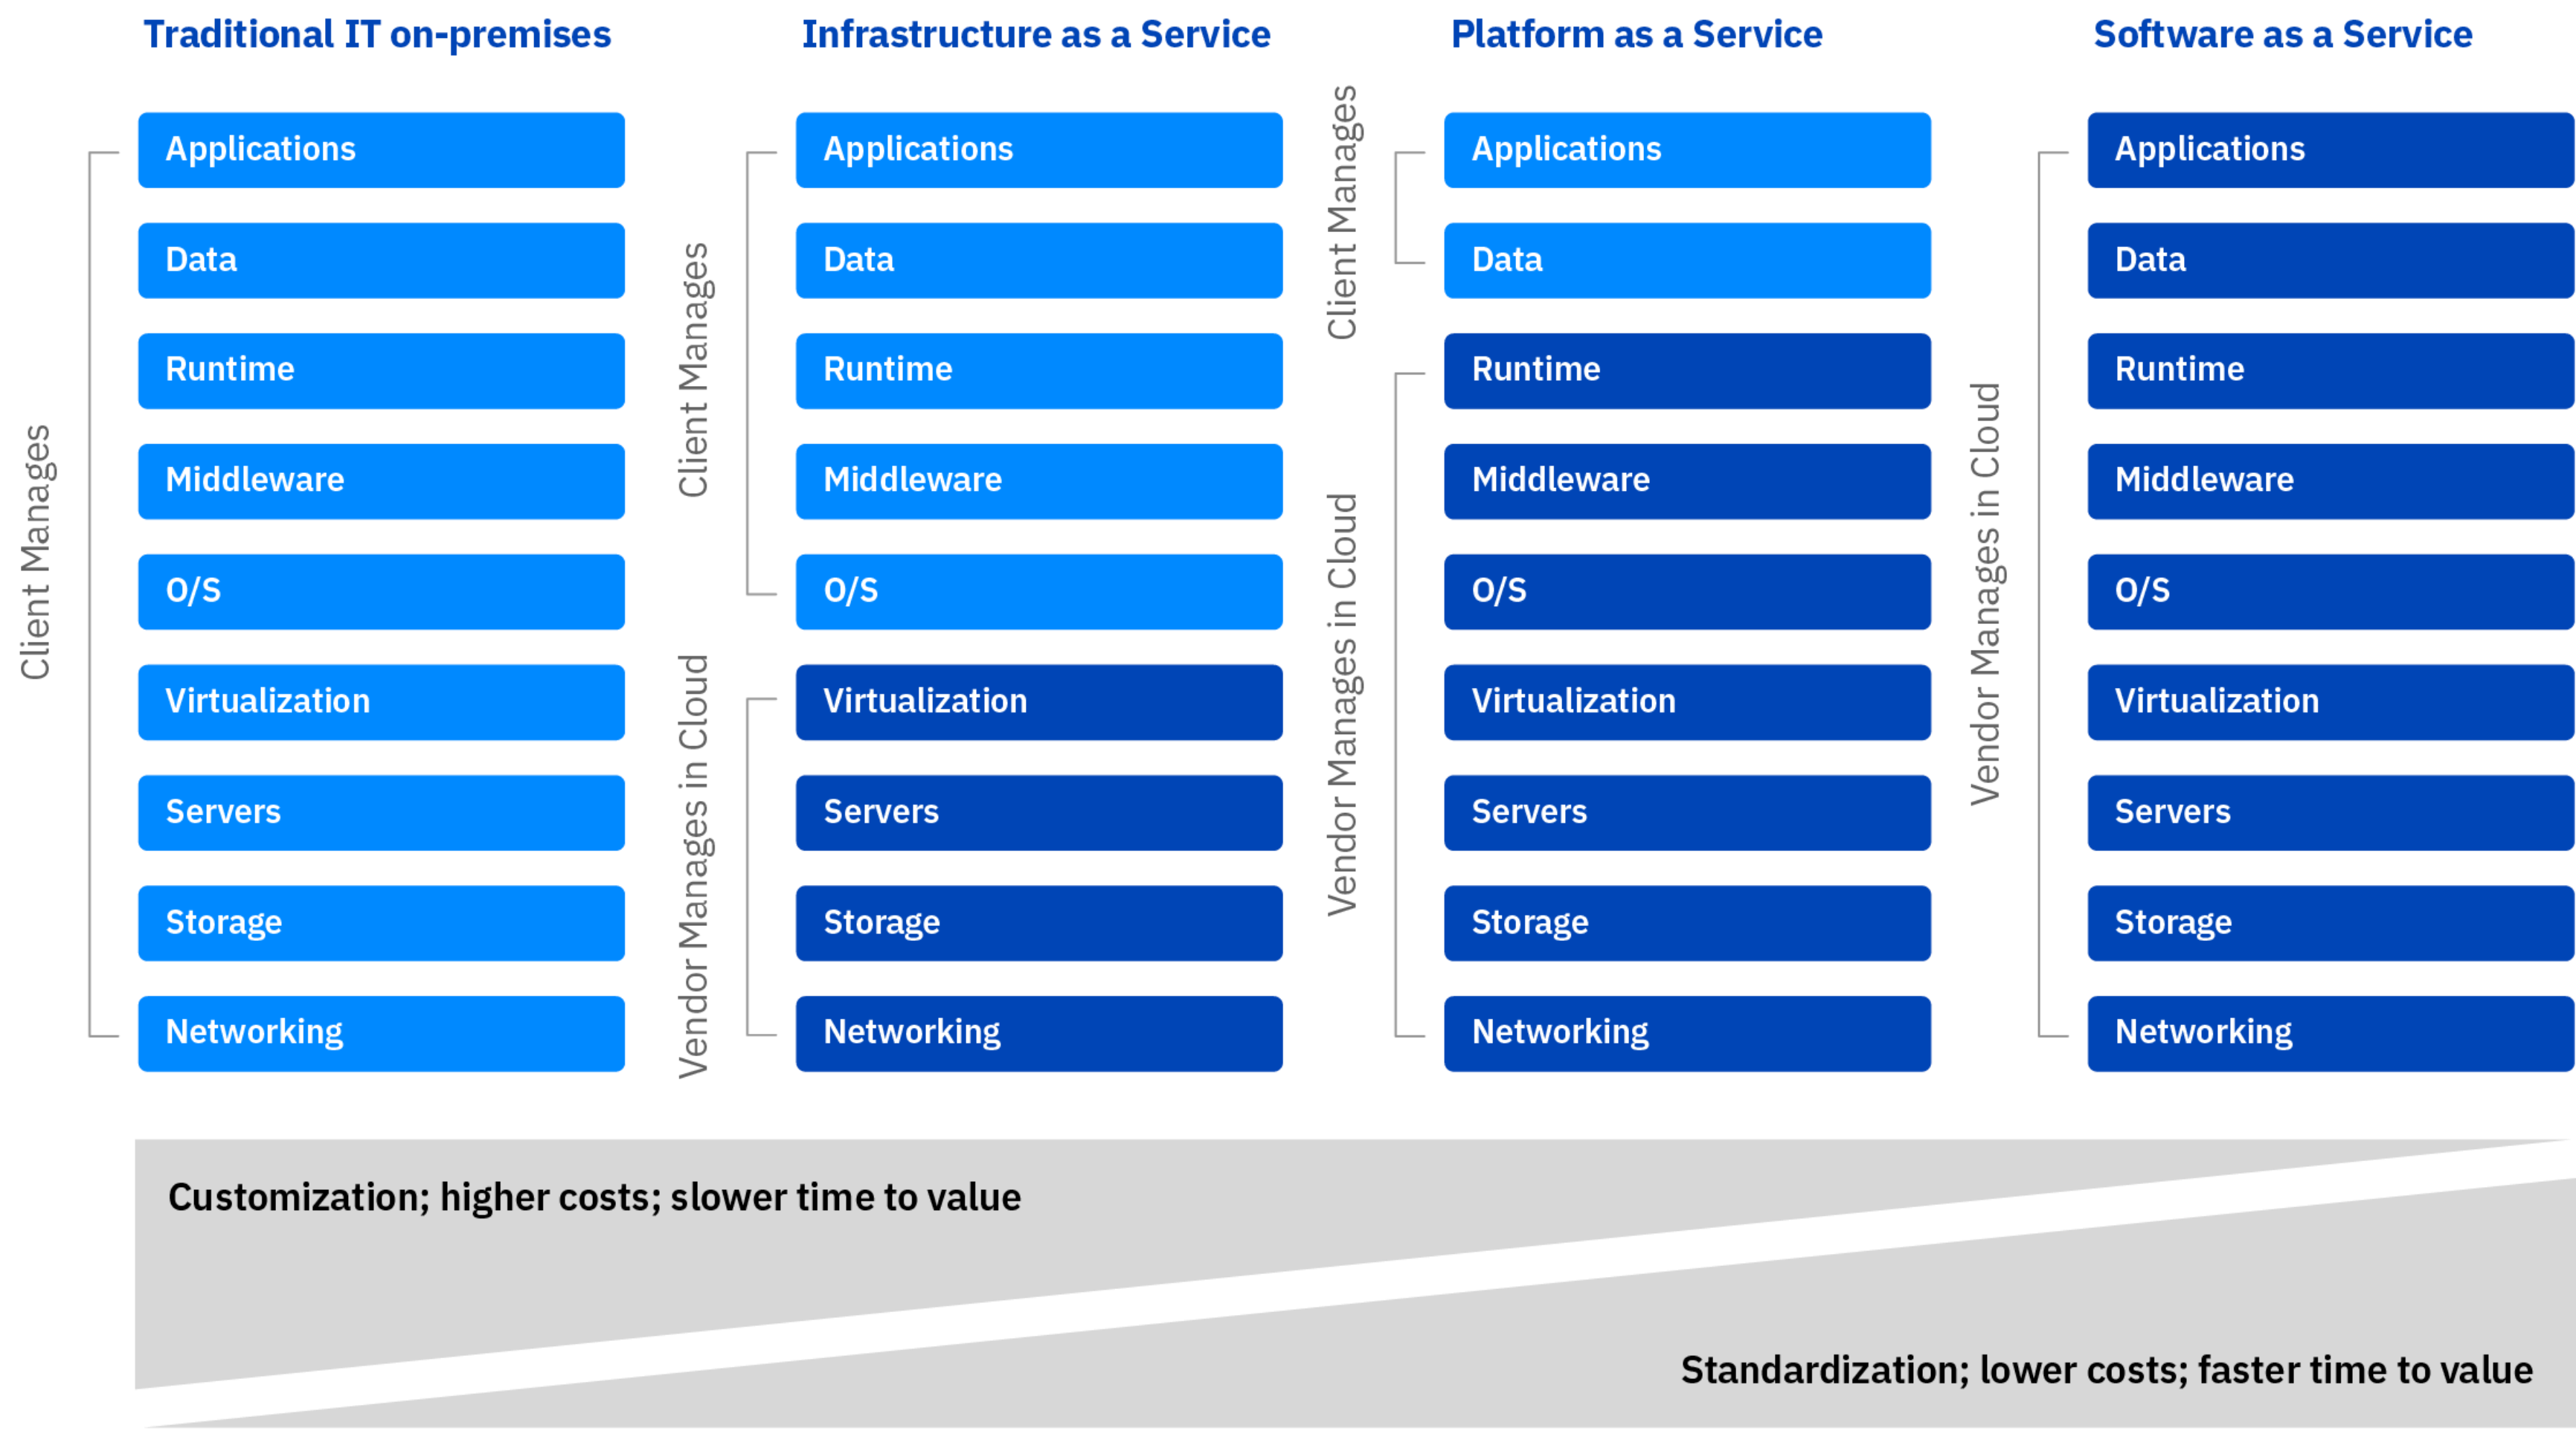 Traditional IT on-premises
Client Manages
Applications
Data
Runtime
Middleware
O/S
Virtualization
Servers
Storage
Networking
Infrastructure as a Service
Client Manages
Applications
Data
Runtime
Middleware
O/S
Vendor Manages in Cloud
Virtualization
Servers
Storage
Networking
Platform as a Service
Client Manages
Applications
Data
Vendor Manages in Cloud
Runtime
Middleware
O/S
Virtualization
Servers
Storage
Networking
Software as a Service
Vendor Manages in Cloud
Applications
Data
Runtime
Middleware
O/S
Virtualization
Servers
Storage
Networking
Customization; higher costs; slower time to value
Standardization; lower costs; faster time to value